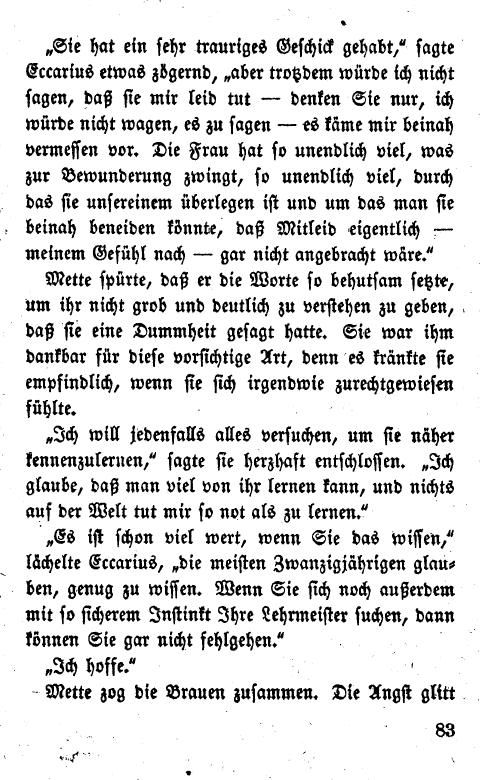 „Sie hat ein sehr trauriges Geschick gehabt,“ sagte
Eccarius etwas zögernd, „aber trotzdem würde ich nicht
sagen, daß sie mir leid tut — denken Sie nur, ich
würde nicht wagen, es zu sagen — es käme mir beinah
vermessen vor. Die Frau hat so unendlich viel, was
zur Bewunderung zwingt, so unendlich viel, durch
das sie unsereinem überlegen ist und um das man sie
beinah beneiden könnte, daß Mitleid eigentlich —
meinem Gefühl nach — gar nicht angebracht wäre.“
Mette spürte, daß er die Worte so behutsam setzte,
um ihr nicht grob und deutlich zu verstehen zu geben,
daß sie eine Dummheit gesagt hatte. Sie war ihm
dankbar für diese vorsichtige Art, denn es kränkte sie
empfindlich, wenn sie sich irgendwie zurechtgewiesen
fühlte.
„Ich will jedenfalls alles versuchen, um sie näher
kennenzulernen,“ sagte sie herzhaft entschlossen. „Ich
glaube, daß man viel von ihr lernen kann, und nichts
auf der Welt tut mir so not als zu lernen.“
„Es ist schon viel wert, wenn Sie das wissen,“
lächelte Eccarius, „die meisten Zwanzigjährigen glau-
ben, genug zu wissen. Wenn Sie sich noch außerdem
mit so sicherem Instinkt Ihre Lehrmeister suchen, dann
können Sie gar nicht fehlgehen.“
„Ich hoffe.“
Mette zog die Brauen zusammen. Die Angst glitt
83